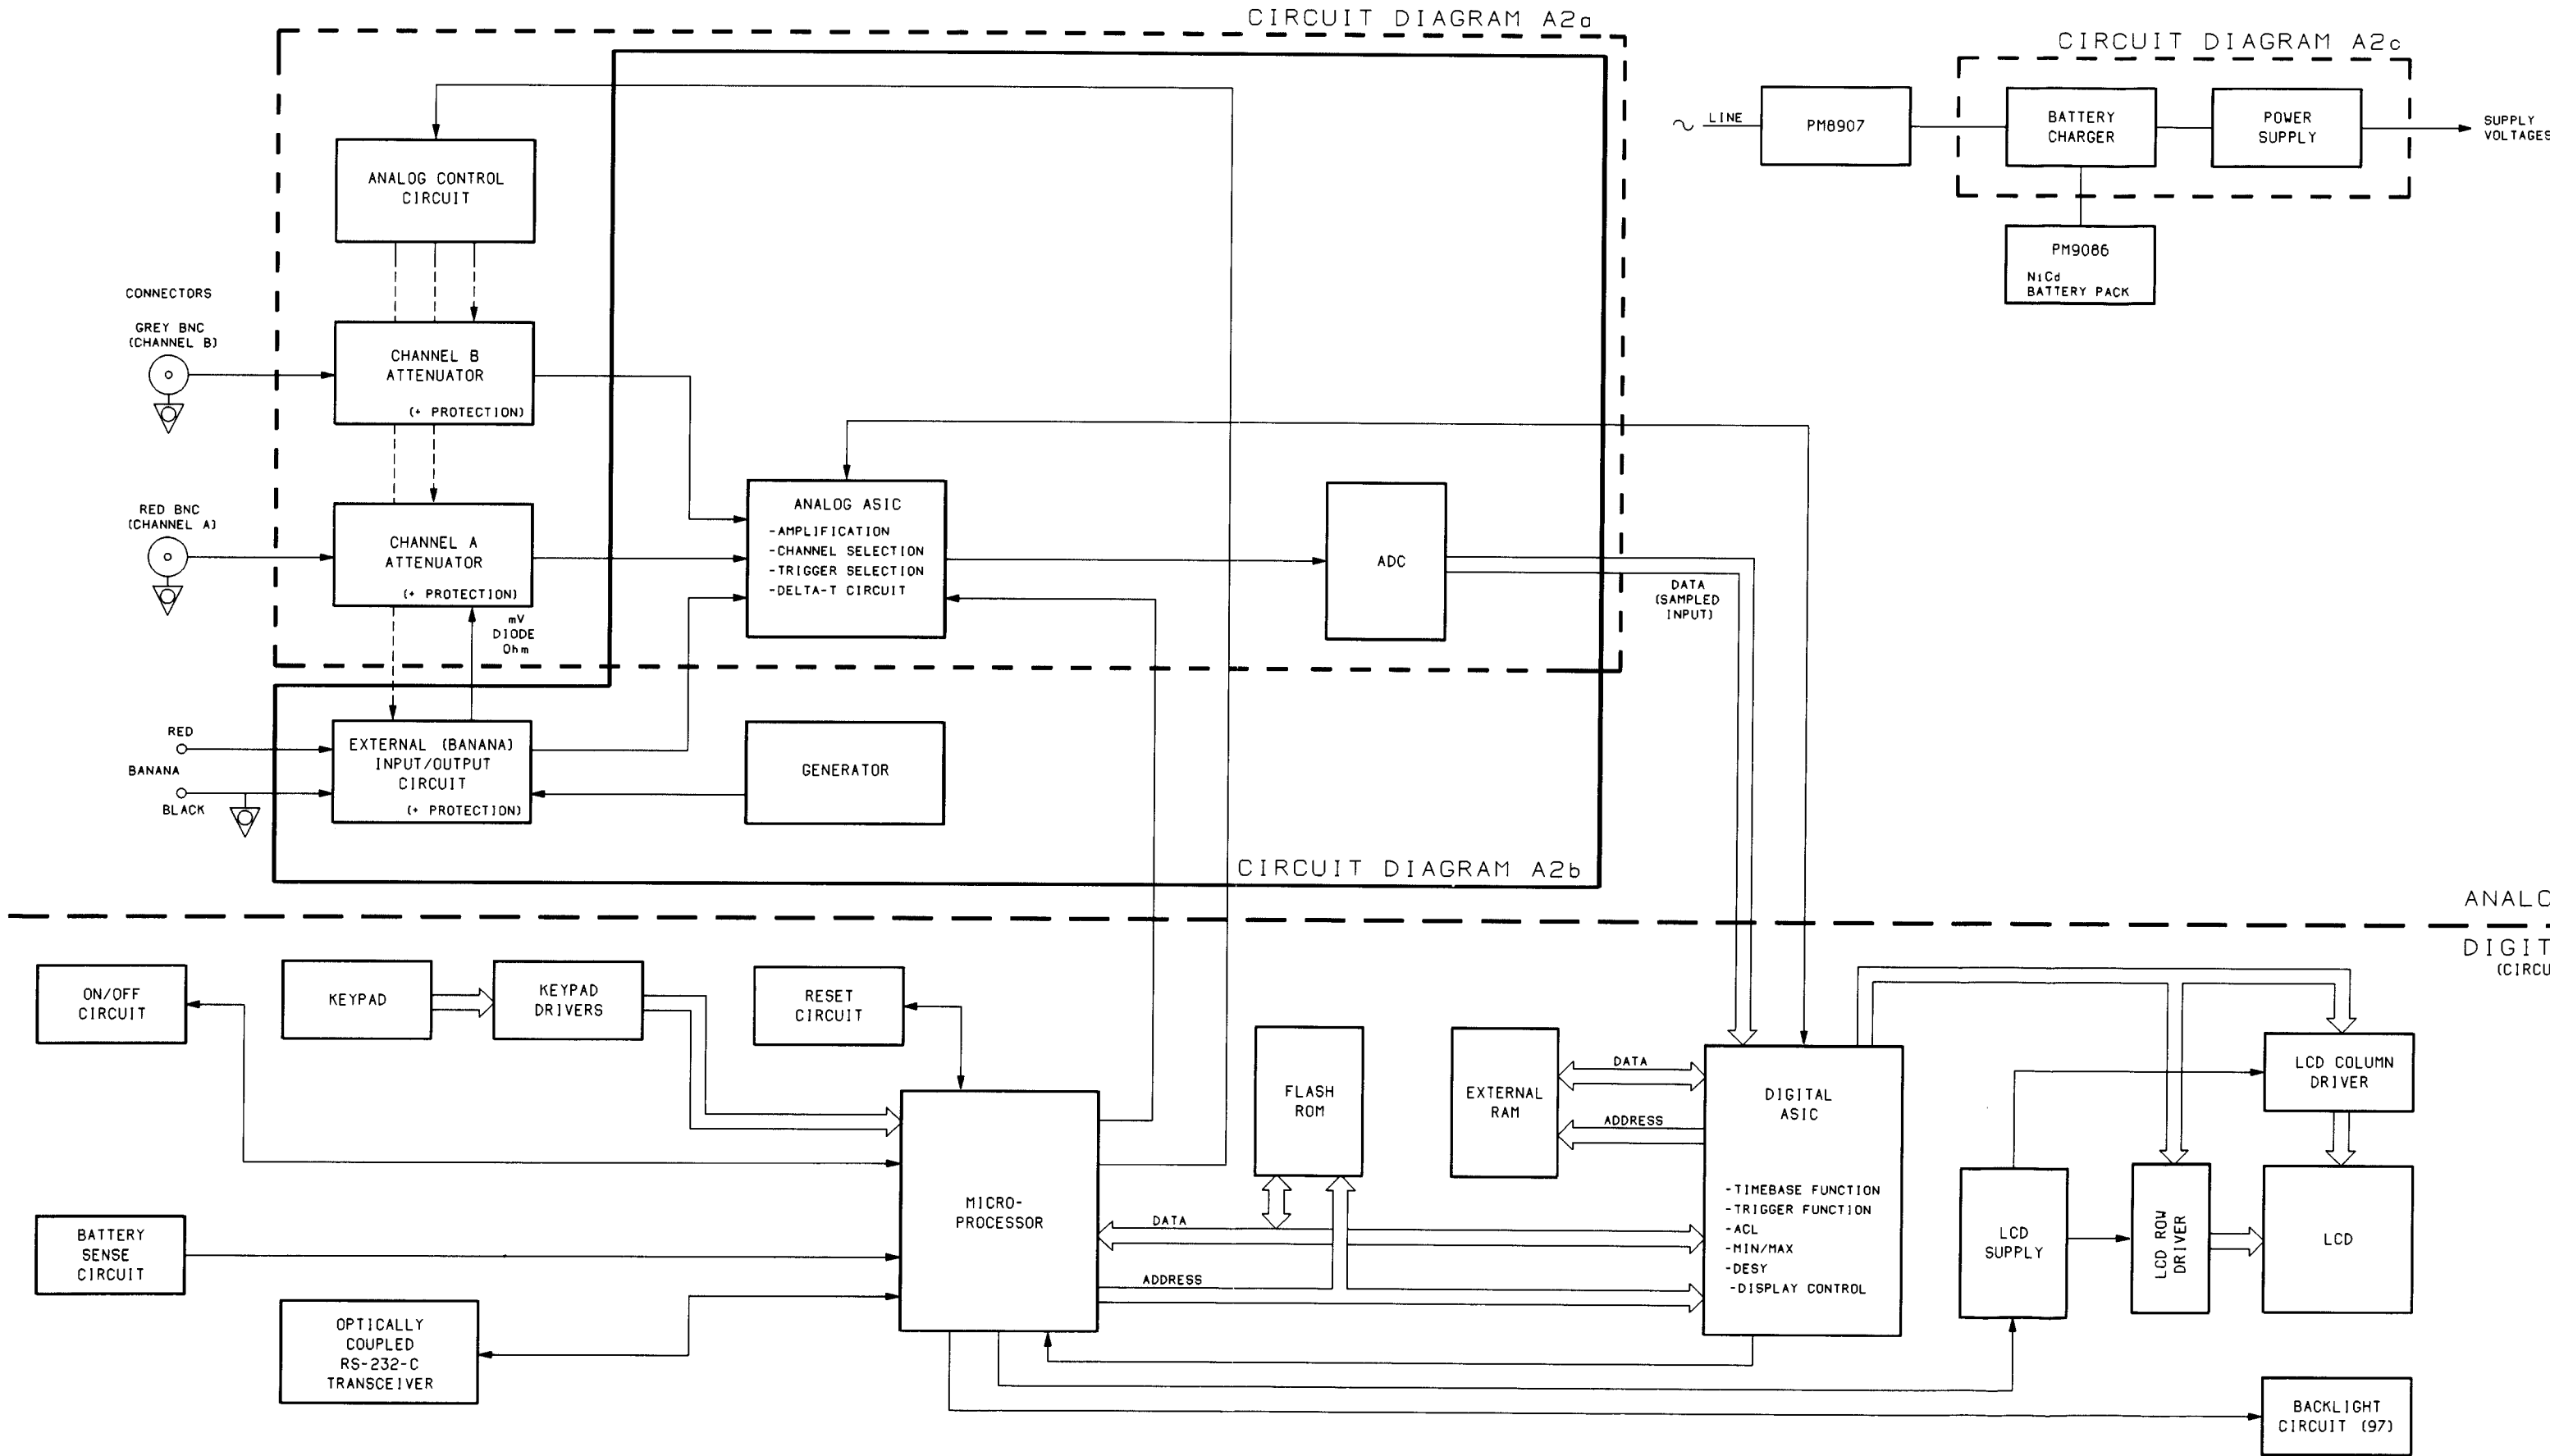 CIRCUIT DIAGRAM A2a
CIRCUIT DIAGRAM A2c
LINE
PM8907
BATTERY
CHARGER
POWER
SUPPLY
SUPPLY
VOLTAGES
PM9086
NiCd
BATTERY PACK
ANALOG CONTROL
CIRCUIT
CONNECTORS
GREY BNC
(CHANNEL B)
CHANNEL B
ATTENUATOR
(+ PROTECTION)
RED BNC
(CHANNEL A)
CHANNEL A
ATTENUATOR
(+ PROTECTION)
mV
DIODE
Ohm
ANALOG ASIC
-AMPLIFICATION
-CHANNEL SELECTION
-TRIGGER SELECTION
-DELTA-T CIRCUIT
ADC
DATA
(SAMPLED
INPUT)
RED
BANANA
BLACK
EXTERNAL (BANANA)
INPUT/OUTPUT
CIRCUIT
(+ PROTECTION)
GENERATOR
CIRCUIT DIAGRAM A2b
ANALO
DIGIT
(CIRCU
ON/OFF
CIRCUIT
KEYPAD
KEYPAD
DRIVERS
RESET
CIRCUIT
FLASH
ROM
EXTERNAL
RAM
DATA
ADDRESS
DIGITAL
ASIC
-TIMEBASE FUNCTION
-TRIGGER FUNCTION
-ACL
-MIN/MAX
-DESY
-DISPLAY CONTROL
LCD COLUMN
DRIVER
MICRO-
PROCESSOR
DATA
ADDRESS
LCD
SUPPLY
LCD ROW
DRIVER
LCD
BATTERY
SENSE
CIRCUIT
OPTICALLY
COUPLED
RS-232-C
TRANSCEIVER
BACKLIGHT
CIRCUIT (97)